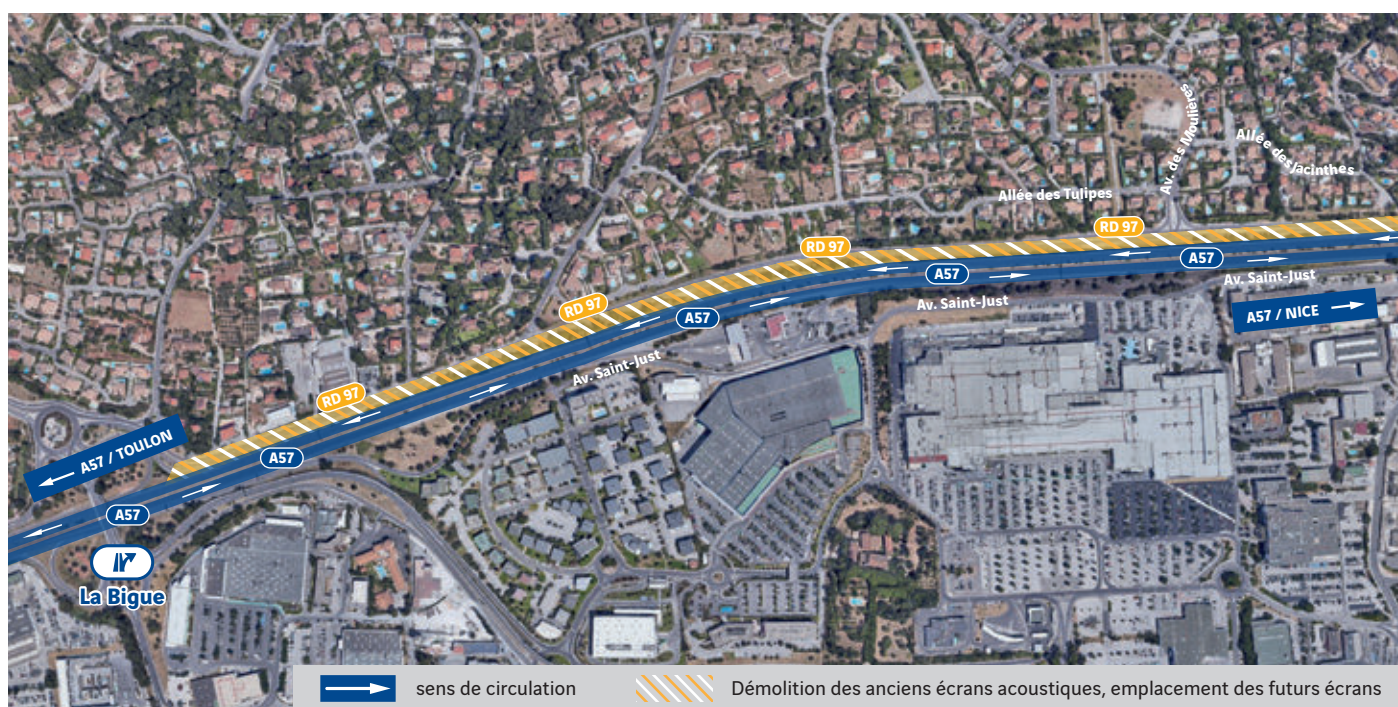 Av. des Moulières
Allée des Jacinthes
Allée des Tulipes
RD 97
RD 97
A57
A57
Av. Saint-Just
RD 97
Av. Saint-Just
A57 / NICE
A57
Av. Saint-Just
RD 97
A57 / TOULON
A57
A57
La Bigue
sens de circulation
Démolition des anciens écrans acoustiques, emplacement des futurs écrans